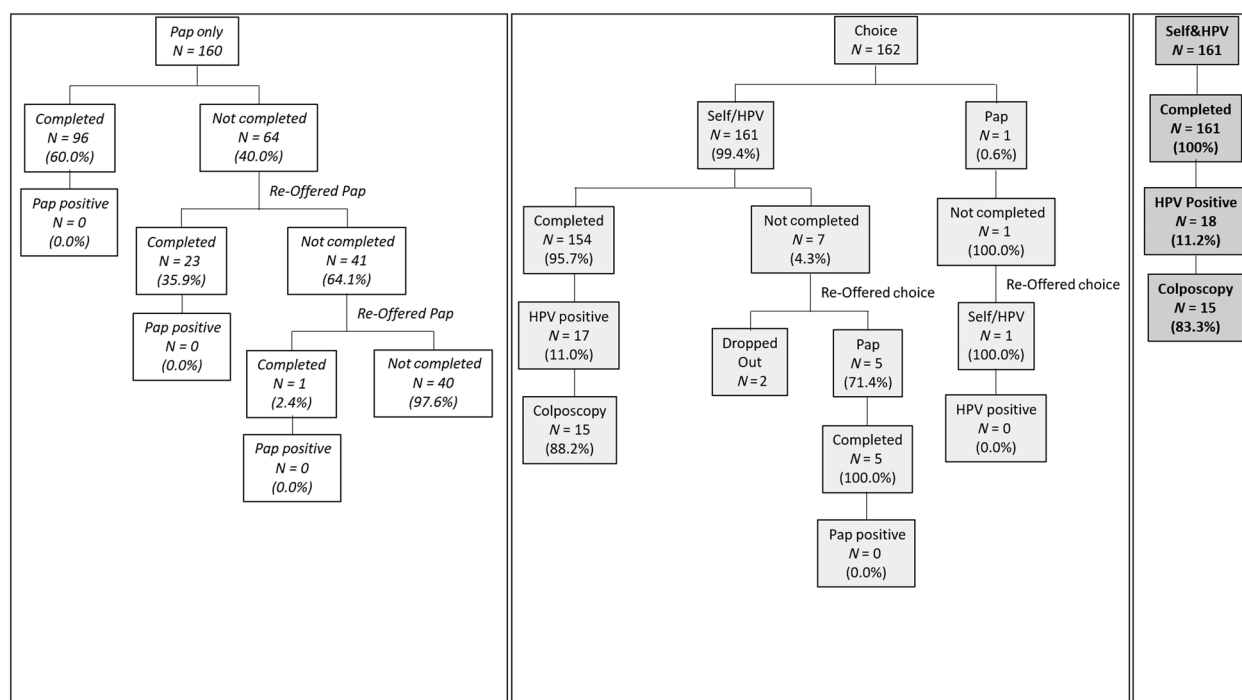 Pap only
N = 160
Completed
N = 96
(60.0%)
Not completed
N = 64
(40.0%)
Pap positive
N = 0
(0.0%)
Re-Offered Pap
Completed
N = 23
(35.9%)
Not completed
N = 41
(64.1%)
Pap positive
N = 0
(0.0%)
Re-Offered Pap
Completed
N = 1
(2.4%)
Not completed
N = 40
(97.6%)
Pap positive
N = 0
(0.0%)
Choice
N = 162
Self/HPV
N = 161
(99.4%)
Pap
N = 1
(0.6%)
Completed
N = 154
(95.7%)
Not completed
N = 7
(4.3%)
Not completed
N = 1
(100.0%)
Re-Offered choice
Re-Offered choice
HPV positive
N = 17
(11.0%)
Dropped
Out
N = 2
Pap
N = 5
(71.4%)
Self/HPV
N = 1
(100.0%)
Colposcopy
N = 15
(88.2%)
Completed
N = 5
(100.0%)
HPV positive
N = 0
(0.0%)
Pap positive
N = 0
(0.0%)
Self&HPV
N = 161
Completed
N = 161
(100%)
HPV Positive
N = 18
(11.2%)
Colposcopy
N = 15
(83.3%)